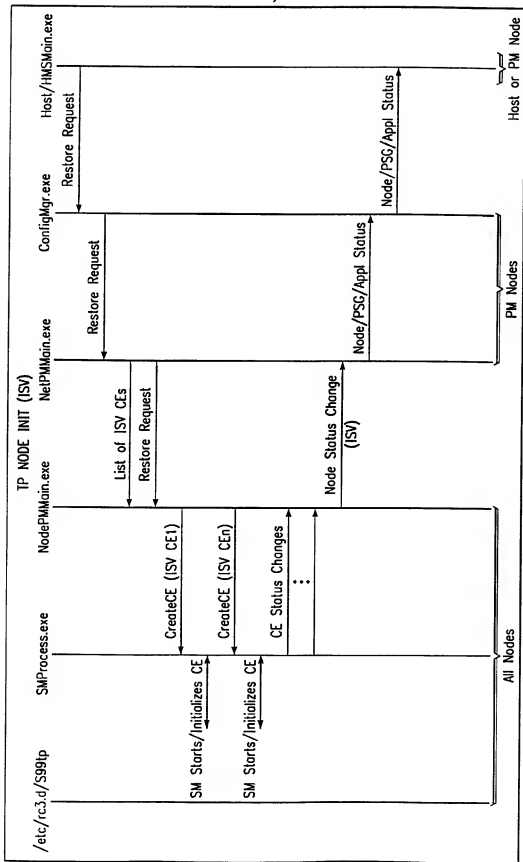 TP NODE INIT (ISV)
/etc/rc3.d/S99tp
SMProcess.exe
NodePMMain.exe
NetPMMain.exe
ConfigMgr.exe
Host/HMSMain.exe
Restore Request
Restore Request
List of ISV CEs
Restore Request
CreateCE (ISV CE1)
SM Starts/Initializes CE
CreateCE (ISV CEn)
SM Starts/Initializes CE
CE Status Changes
Node Status Change
(ISV)
Node/PSG/Appl Status
Node/PSG/Appl Status
All Nodes
PM Nodes
Host or PM Node